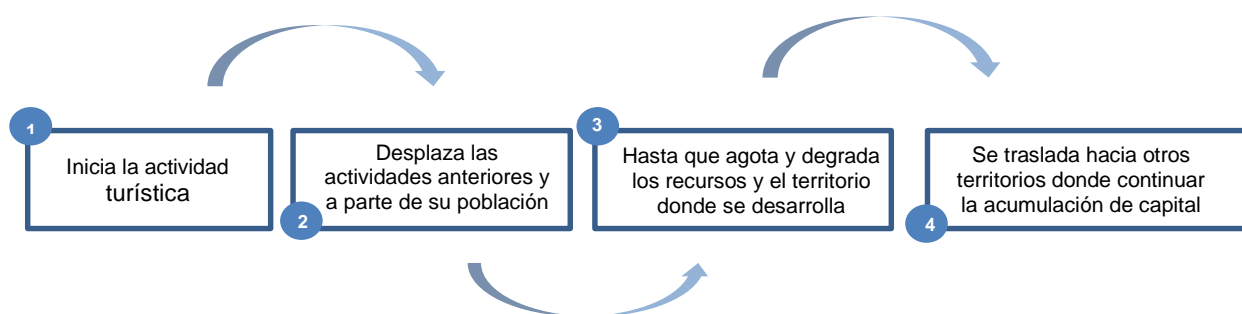 1
Inicia la actividad
turística
2
Desplaza las
actividades anteriores y
a parte de su población
3
Hasta que agota y degrada
los recursos y el territorio
donde se desarrolla
4
Se traslada hacia otros
territorios donde continuar
la acumulación de capital